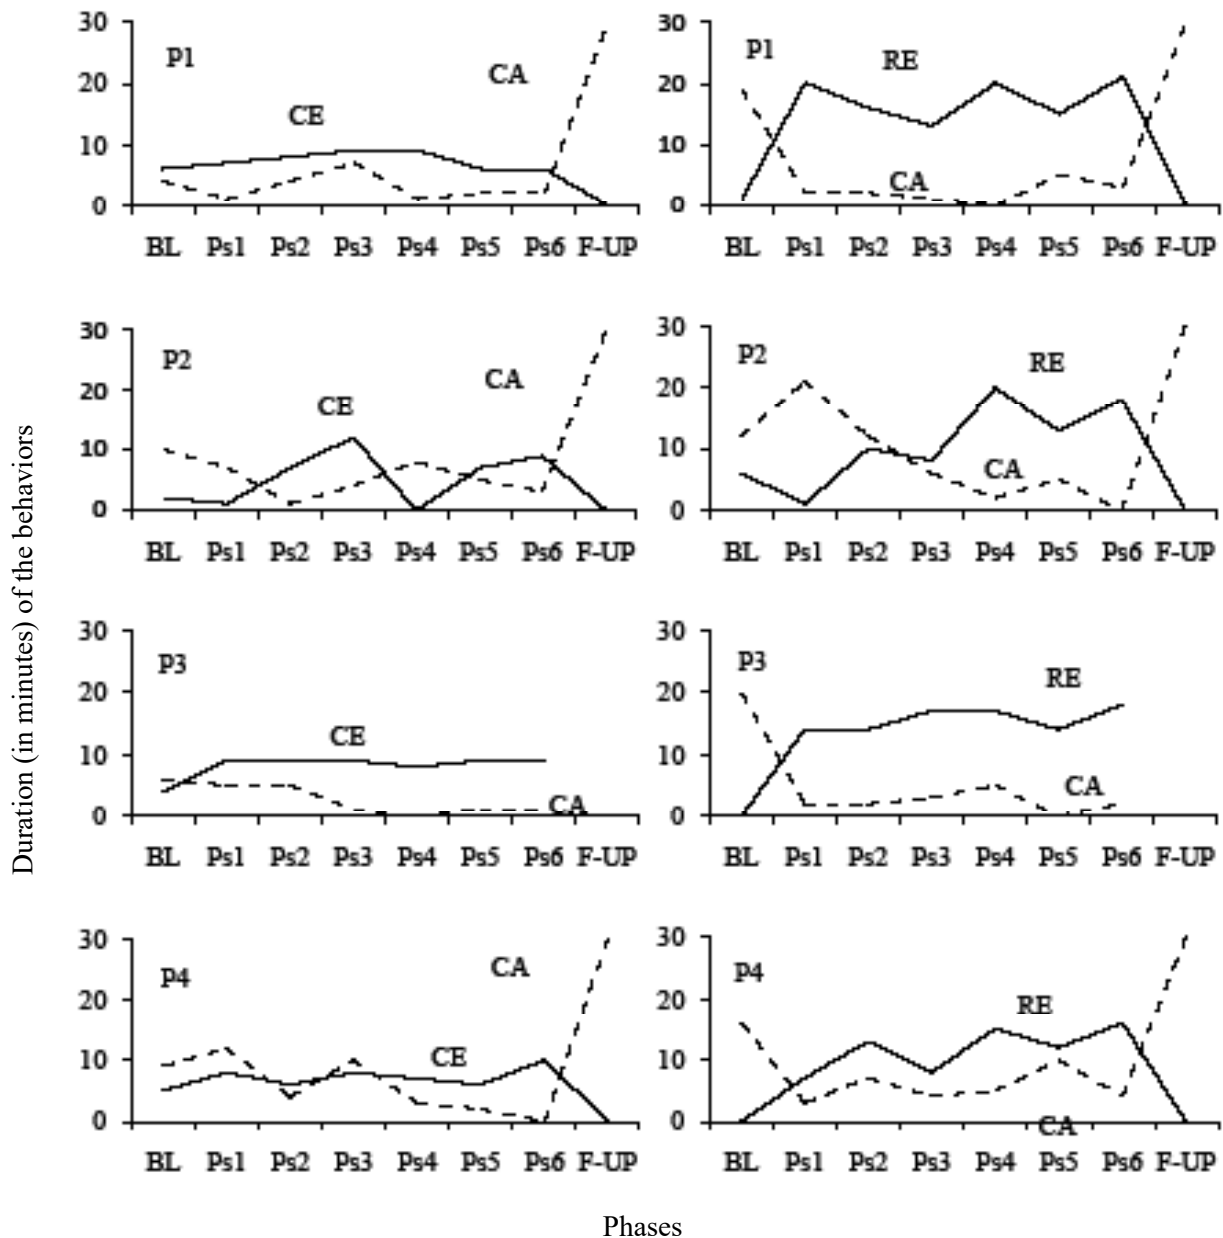 Duration (in minutes) of the behaviors
30
20
10
0
P1
CE
CA
BL Ps1 Ps2 Ps3 Ps4 Ps5 Ps6 F-UP
30
20
10
0
P1
RE
CA
BL Ps1 Ps2 Ps3 Ps4 Ps5 Ps6 F-UP
30
20
10
0
P2
CE
CA
BL Ps1 Ps2 Ps3 Ps4 Ps5 Ps6 F-UP
30
20
10
0
P2
RE
CA
BL Ps1 Ps2 Ps3 Ps4 Ps5 Ps6 F-UP
30
20
10
0
P3
CE
CA
BL Ps1 Ps2 Ps3 Ps4 Ps5 Ps6 F-UP
30
20
10
0
P3
RE
CA
BL Ps1 Ps2 Ps3 Ps4 Ps5 Ps6 F-UP
30
20
10
0
P4
CA
CE
BL Ps1 Ps2 Ps3 Ps4 Ps5 Ps6 F-UP
30
20
10
0
P4
RE
CA
BL Ps1 Ps2 Ps3 Ps4 Ps5 Ps6 F-UP
Phases